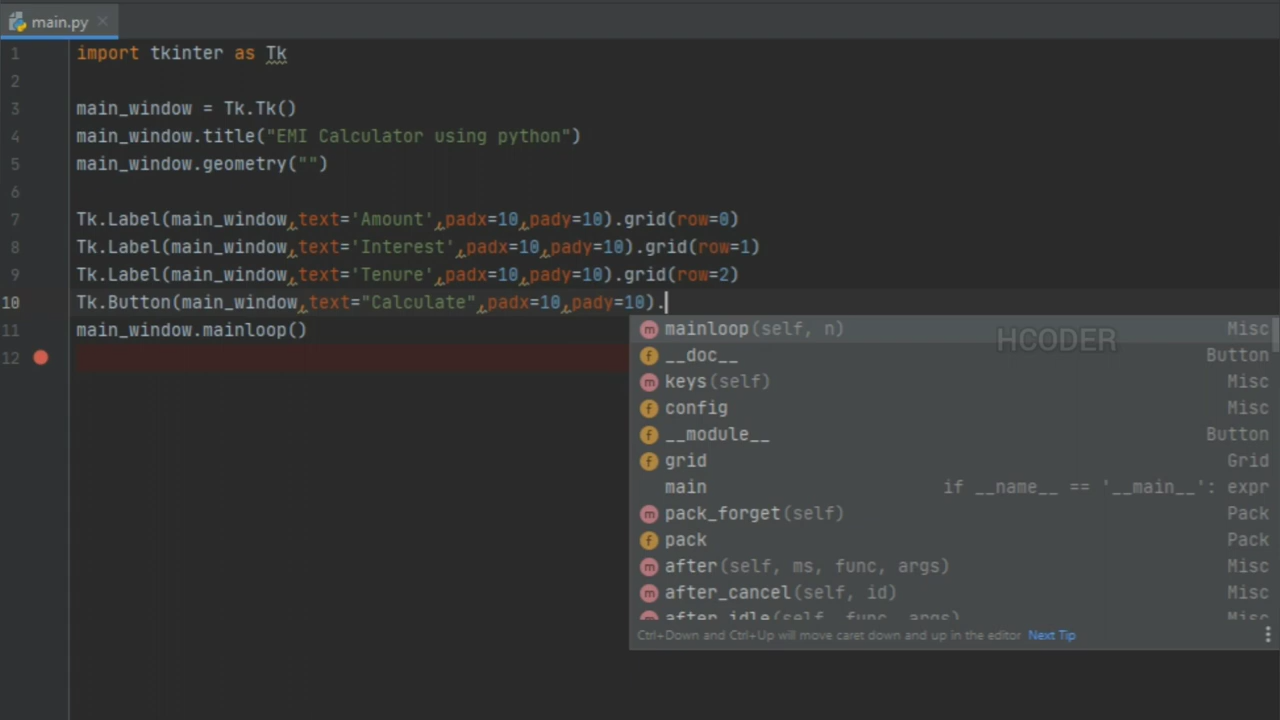 main.py
1 import tkinter as Tk
2
3 main_window = Tk.Tk()
4 main_window.title("EMI Calculator using python")
5 main_window.geometry("")
6
7 Tk.Label(main_window,text='Amount',padx=10,pady=10).grid(row=0)
8 Tk.Label(main_window,text='Interest',padx=10,pady=10).grid(row=1)
9 Tk.Label(main_window,text='Tenure',padx=10,pady=10).grid(row=2)
10 Tk.Button(main_window,text="Calculate",padx=10,pady=10).
11 main_window.mainloop()
12
m mainloop(self, n) Misc
HCODER
f __doc__ Button
m keys(self) Misc
f config Misc
f __module__ Button
f grid Grid
main if __name__ == '__main__': expr
m pack_forget(self) Pack
f pack Pack
m after(self, ms, func, args) Misc
m after_cancel(self, id) Misc
m after_idle(self, func, args) Misc
Ctrl+Down and Ctrl+Up will move caret down and up in the editor Next Tip